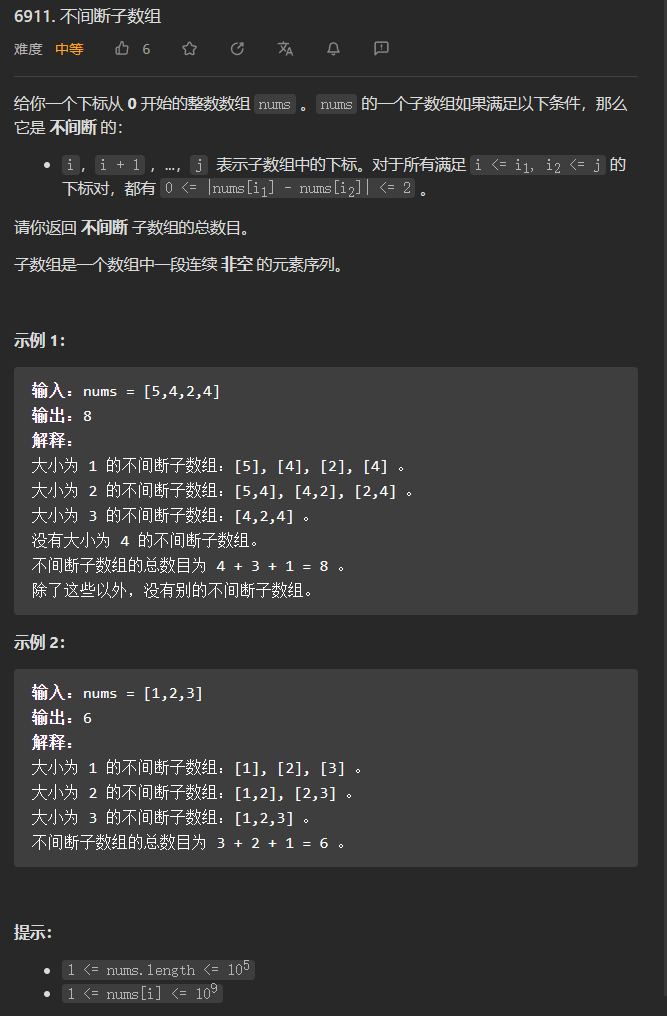 6911. 不间断子数组
难度 中等 6
给你一个下标从 0 开始的整数数组 nums 。nums 的一个子数组如果满足以下条件，那么
它是 不间断 的：
• i，i + 1 ，…，j 表示子数组中的下标。对于所有满足 i <= i₁, i₂ <= j 的
下标对，都有 0 <= |nums[i₁] - nums[i₂]| <= 2 。
请你返回 不间断 子数组的总数目。
子数组是一个数组中一段连续 非空 的元素序列。
示例 1：
输入：nums = [5,4,2,4]
输出：8
解释：
大小为 1 的不间断子数组：[5], [4], [2], [4] 。
大小为 2 的不间断子数组：[5,4], [4,2], [2,4] 。
大小为 3 的不间断子数组：[4,2,4] 。
没有大小为 4 的不间断子数组。
不间断子数组的总数目为 4 + 3 + 1 = 8 。
除了这些以外，没有别的不间断子数组。
示例 2：
输入：nums = [1,2,3]
输出：6
解释：
大小为 1 的不间断子数组：[1], [2], [3] 。
大小为 2 的不间断子数组：[1,2], [2,3] 。
大小为 3 的不间断子数组：[1,2,3] 。
不间断子数组的总数目为 3 + 2 + 1 = 6 。
提示：
• 1 <= nums.length <= 10⁵
• 1 <= nums[i] <= 10⁹